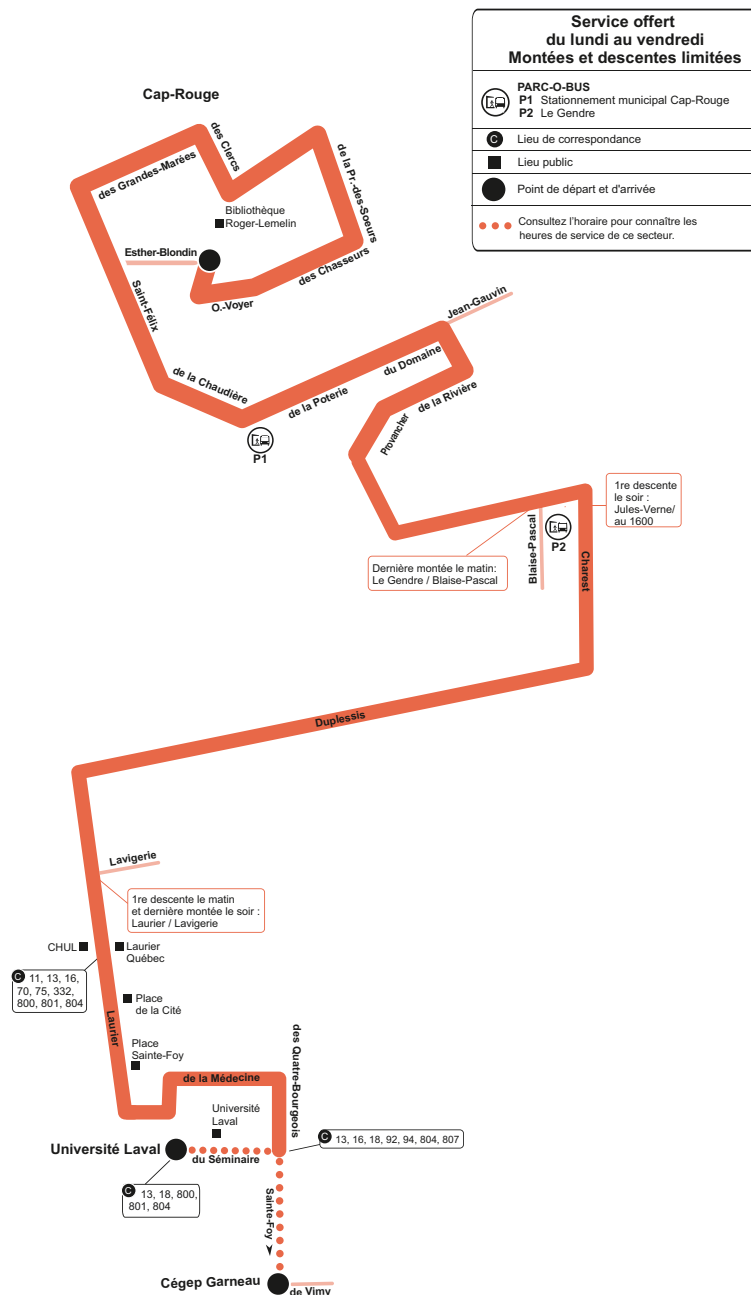 Service offert
du lundi au vendredi
Montées et descentes limitées
PARC-O-BUS
P1 Stationnement municipal Cap-Rouge
P2 Le Gendre
C Lieu de correspondance
Lieu public
Point de départ et d'arrivée
Consultez l'horaire pour connaître les
heures de service de ce secteur.
Cap-Rouge
des Clercs
des Grandes-Marées
de la Pr.-des-Soeurs
Bibliothèque
Roger-Lemelin
Esther-Blondin
des Chasseurs
O.-Voyer
Saint-Félix
Jean-Gauvin
du Domaine
de la Chaudière
de la Poterie
de la Rivière
Provancher
P1
1re descente
le soir :
Jules-Verne/
au 1600
Blaise-Pascal
P2
Charest
Dernière montée le matin:
Le Gendre / Blaise-Pascal
Duplessis
Lavigerie
1re descente le matin
et dernière montée le soir :
Laurier / Lavigerie
CHUL
Laurier
Québec
C 11, 13, 16,
70, 75, 332,
800, 801, 804
Place
de la Cité
Laurier
Place
Sainte-Foy
des Quatre-Bourgeois
de la Médecine
Université
Laval
C 13, 16, 18, 92, 94, 804, 807
Université Laval
du Séminaire
C 13, 18, 800,
801, 804
Sainte-Foy
Cégep Garneau
de Vimy